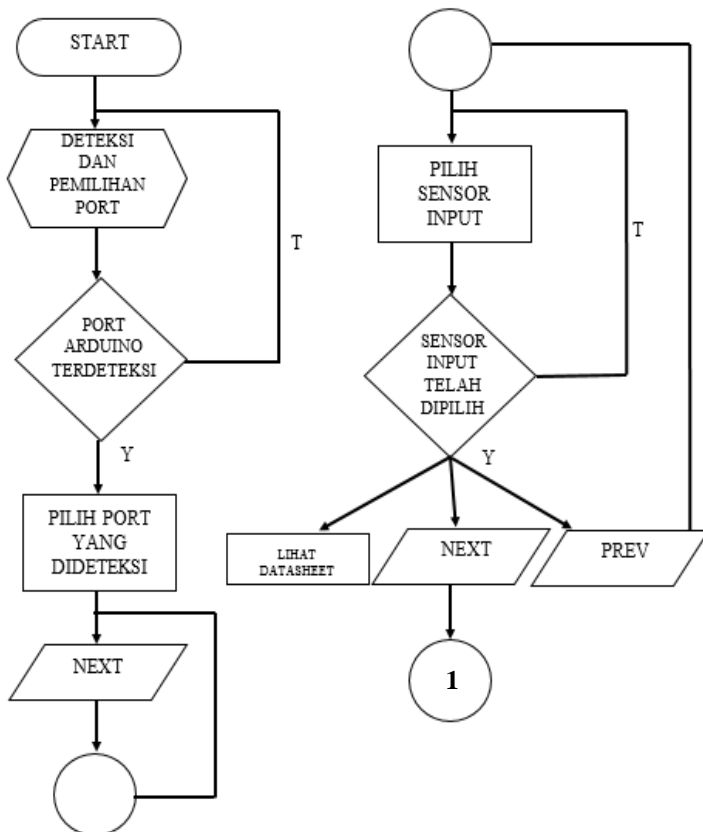 START
DETEKSI
DAN
PEMILIHAN
PORT
T
PORT
ARDUINO
TERDETEKSI
Y
PILIH PORT
YANG
DIDETEKSI
NEXT
PILIH
SENSOR
INPUT
T
SENSOR
INPUT
TELAH
DIPILIH
Y
LIHAT
DATASHEET
NEXT
PREV
1